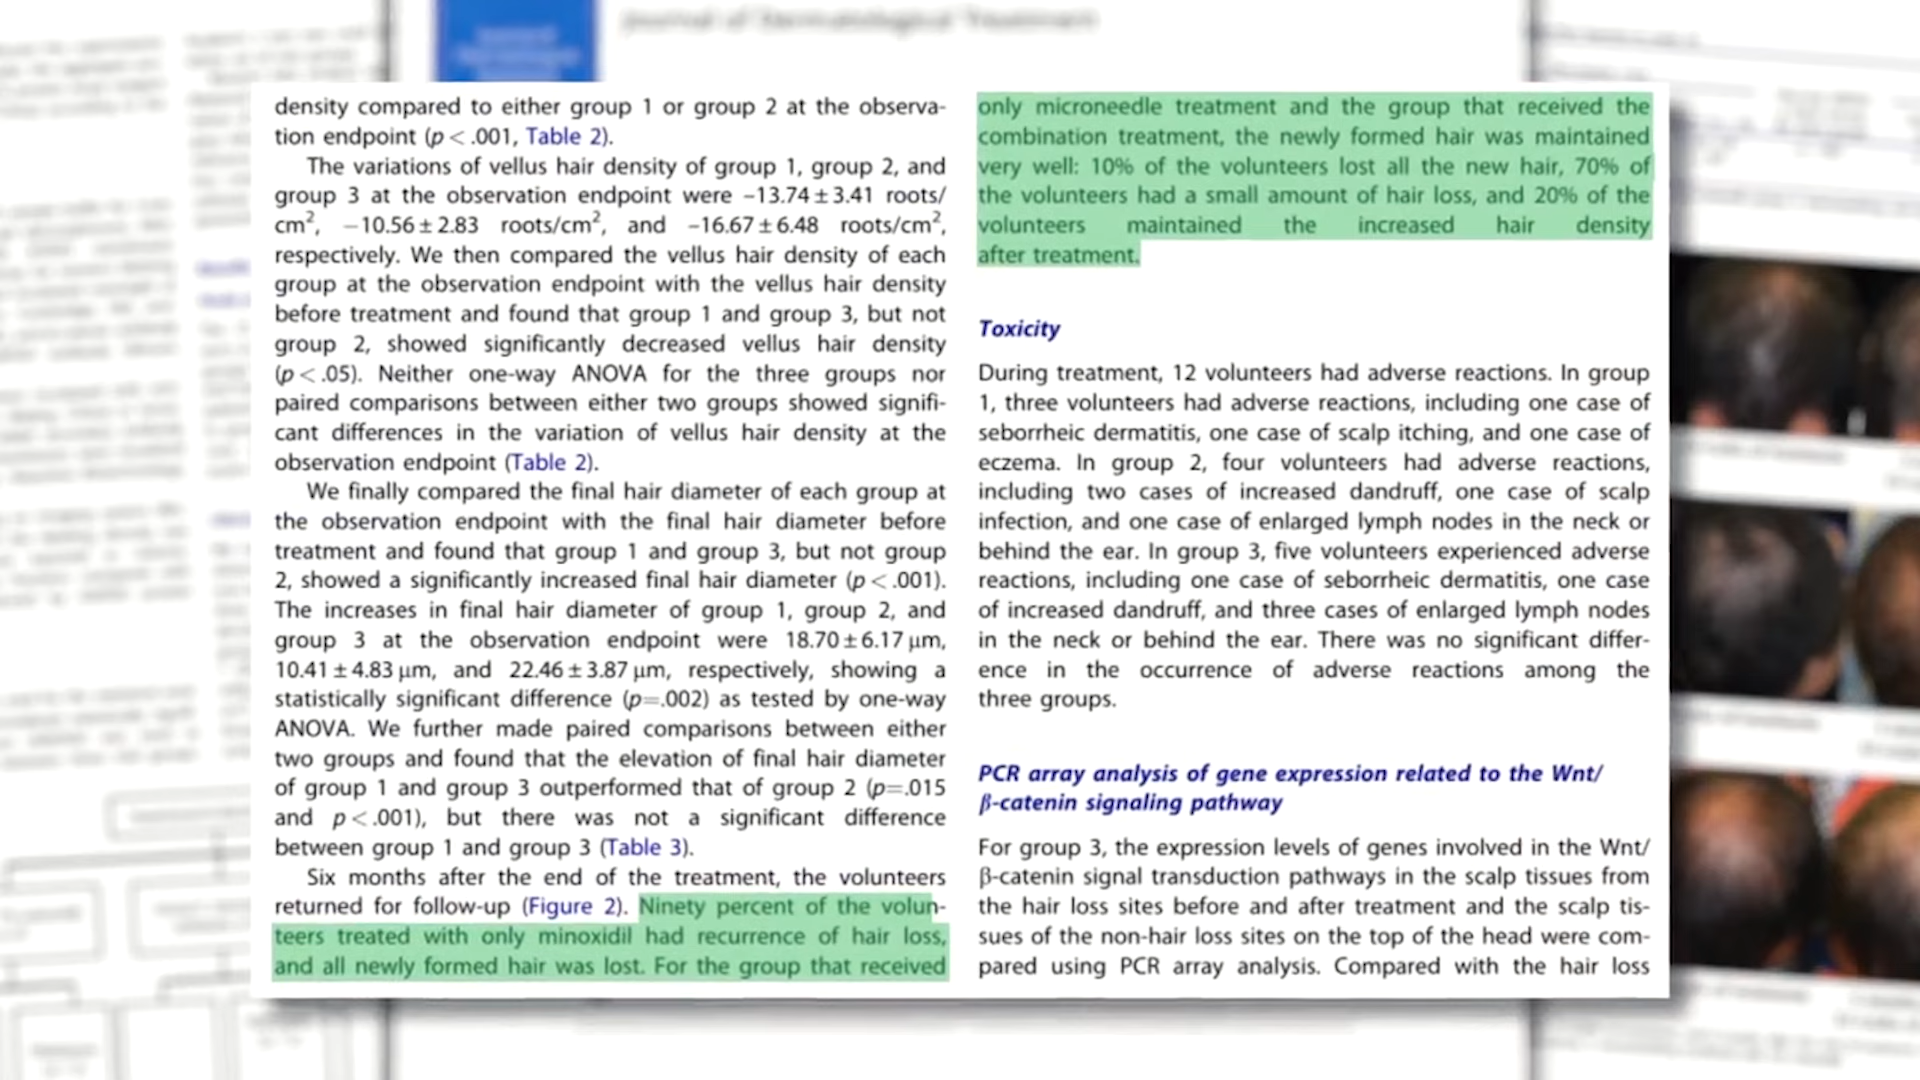 Journal of Dermatological Treatment
density compared to either group 1 or group 2 at the observa-
tion endpoint (p < .001, Table 2).
The variations of vellus hair density of group 1, group 2, and
group 3 at the observation endpoint were −13.74 ± 3.41 roots/
cm², −10.56 ± 2.83 roots/cm², and −16.67 ± 6.48 roots/cm²,
respectively. We then compared the vellus hair density of each
group at the observation endpoint with the vellus hair density
before treatment and found that group 1 and group 3, but not
group 2, showed significantly decreased vellus hair density
(p < .05). Neither one-way ANOVA for the three groups nor
paired comparisons between either two groups showed signifi-
cant differences in the variation of vellus hair density at the
observation endpoint (Table 2).
We finally compared the final hair diameter of each group at
the observation endpoint with the final hair diameter before
treatment and found that group 1 and group 3, but not group
2, showed a significantly increased final hair diameter (p < .001).
The increases in final hair diameter of group 1, group 2, and
group 3 at the observation endpoint were 18.70 ± 6.17 μm,
10.41 ± 4.83 μm, and 22.46 ± 3.87 μm, respectively, showing a
statistically significant difference (p=.002) as tested by one-way
ANOVA. We further made paired comparisons between either
two groups and found that the elevation of final hair diameter
of group 1 and group 3 outperformed that of group 2 (p=.015
and p < .001), but there was not a significant difference
between group 1 and group 3 (Table 3).
Six months after the end of the treatment, the volunteers
returned for follow-up (Figure 2). Ninety percent of the volun-
teers treated with only minoxidil had recurrence of hair loss,
and all newly formed hair was lost. For the group that received
only microneedle treatment and the group that received the
combination treatment, the newly formed hair was maintained
very well: 10% of the volunteers lost all the new hair, 70% of
the volunteers had a small amount of hair loss, and 20% of the
volunteers maintained the increased hair density
after treatment.
Toxicity
During treatment, 12 volunteers had adverse reactions. In group
1, three volunteers had adverse reactions, including one case of
seborrheic dermatitis, one case of scalp itching, and one case of
eczema. In group 2, four volunteers had adverse reactions,
including two cases of increased dandruff, one case of scalp
infection, and one case of enlarged lymph nodes in the neck or
behind the ear. In group 3, five volunteers experienced adverse
reactions, including one case of seborrheic dermatitis, one case
of increased dandruff, and three cases of enlarged lymph nodes
in the neck or behind the ear. There was no significant differ-
ence in the occurrence of adverse reactions among the
three groups.
PCR array analysis of gene expression related to the Wnt/
β-catenin signaling pathway
For group 3, the expression levels of genes involved in the Wnt/
β-catenin signal transduction pathways in the scalp tissues from
the hair loss sites before and after treatment and the scalp tis-
sues of the non-hair loss sites on the top of the head were com-
pared using PCR array analysis. Compared with the hair loss